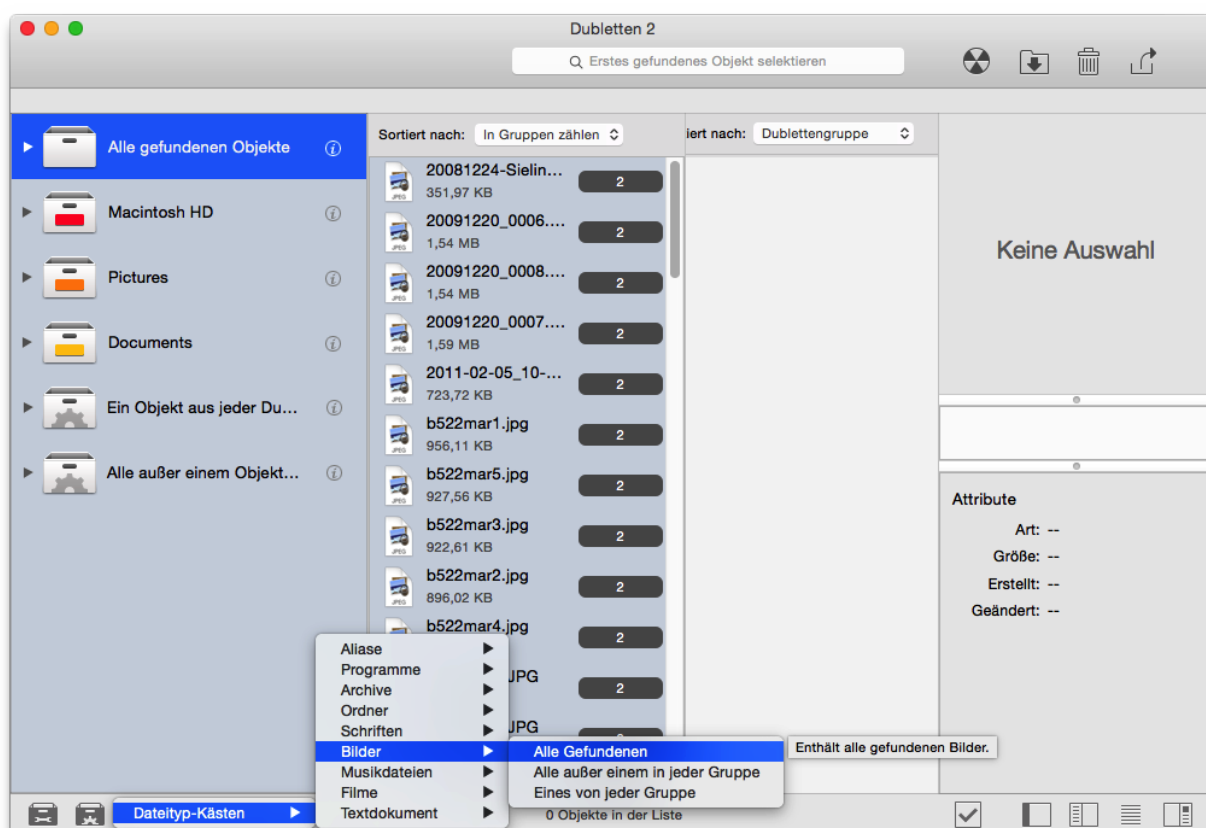 Dubletten 2
Erstes gefundenes Objekt selektieren
Alle gefundenen Objekte
Macintosh HD
Pictures
Documents
Ein Objekt aus jeder Du...
Alle außer einem Objekt...
Sortiert nach: In Gruppen zählen
20081224-Sielin...
351,97 KB
2
20091220_0006....
1,54 MB
2
20091220_0008....
1,54 MB
2
20091220_0007....
1,59 MB
2
2011-02-05_10-...
723,72 KB
2
b522mar1.jpg
956,11 KB
2
b522mar5.jpg
927,56 KB
2
b522mar3.jpg
922,61 KB
2
b522mar2.jpg
896,02 KB
2
b522mar4.jpg
2
JPG
2
JPG
iert nach: Dublettengruppe
Keine Auswahl
Attribute
Art: --
Größe: --
Erstellt: --
Geändert: --
Aliase
Programme
Archive
Ordner
Schriften
Bilder
Musikdateien
Filme
Textdokument
Alle Gefundenen
Alle außer einem in jeder Gruppe
Eines von jeder Gruppe
Enthält alle gefundenen Bilder.
Dateityp-Kästen
0 Objekte in der Liste